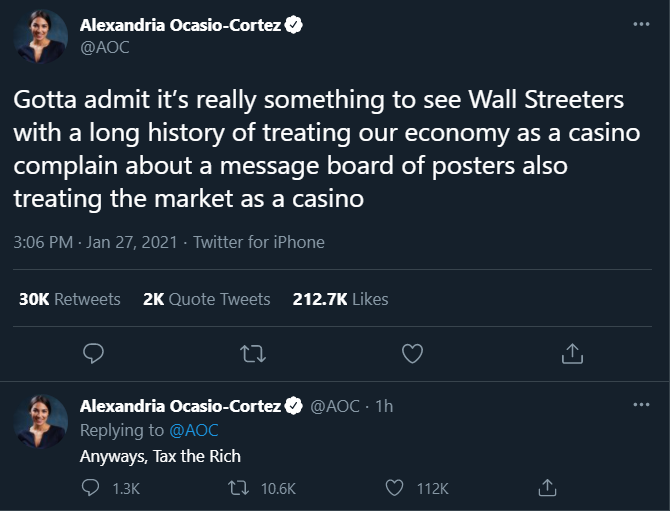 Alexandria Ocasio-Cortez
@AOC
Gotta admit it's really something to see Wall Streeters
with a long history of treating our economy as a casino
complain about a message board of posters also
treating the market as a casino
3:06 PM · Jan 27, 2021 · Twitter for iPhone
30K Retweets 2K Quote Tweets 212.7K Likes
Alexandria Ocasio-Cortez @AOC · 1h
Replying to @AOC
Anyways, Tax the Rich
1.3K 10.6K 112K